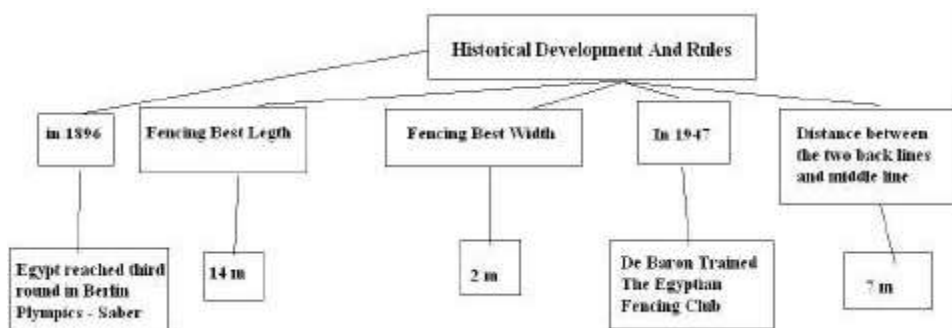 Historical Development And Rules
in 1896
Fencing Best Legth
Fencing Best Width
In 1947
Distance between
the two back lines
and middle line
Egypt reached third
round in Berlin
Plympics - Saber
14 m
2 m
De Baron Trained
The Egyptian
Fencing Club
7 m